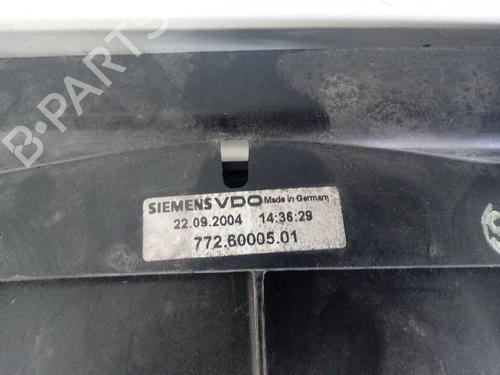 B-PARTS
SIEMENS VDO Made in Germany
22.09.2004 14:36:29
772.60005.01